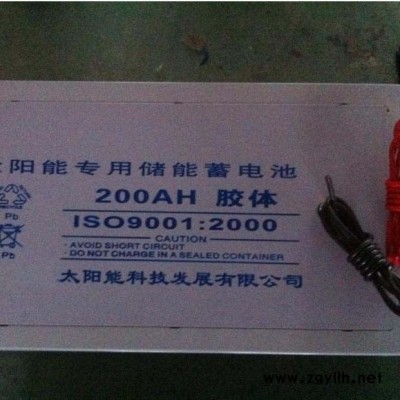 太阳能专用储能蓄电池
200AH 胶体
ISO9001:2000
CAUTION
· AVOID SHORT CIRCUIT
· DO NOT CHARGE IN A SEALED CONTAINER
太阳能科技发展有限公司
Pb
Pb
www.zgyllh.net